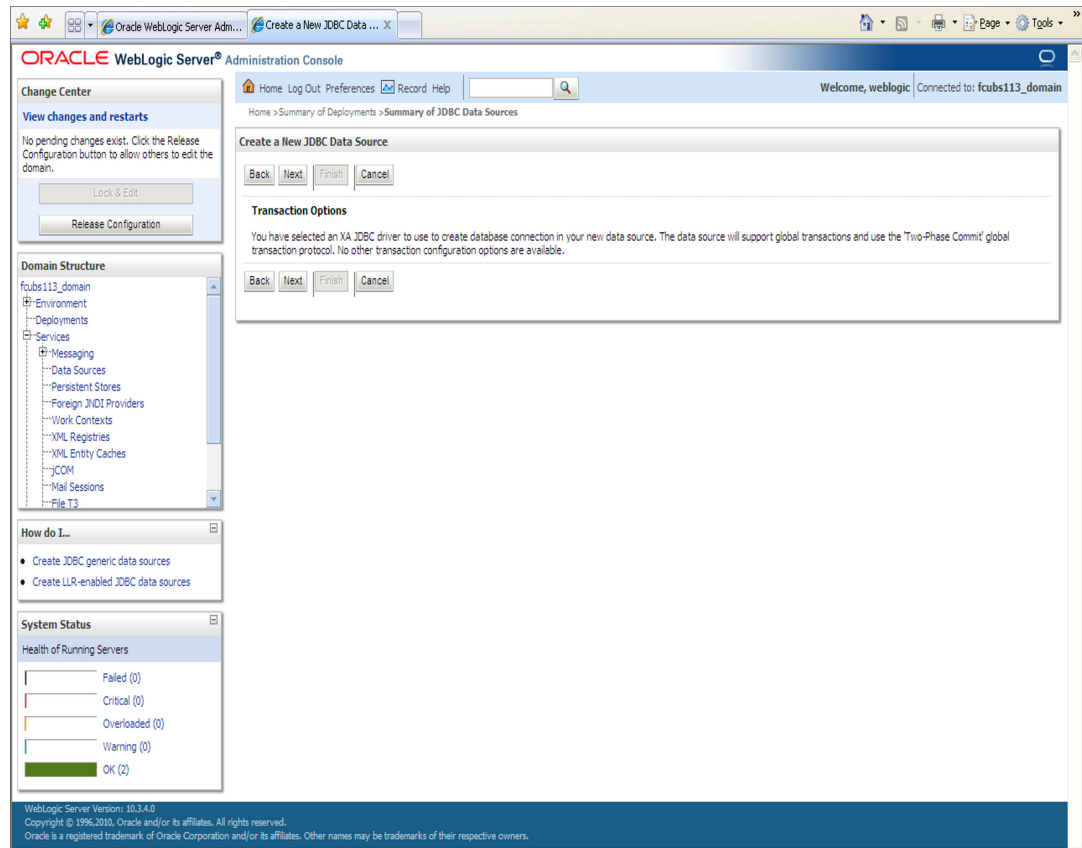 Oracle WebLogic Server Adm...
Create a New JDBC Data ... X
Page
Tools
»
ORACLE WebLogic Server® Administration Console
Change Center
View changes and restarts
No pending changes exist. Click the Release
Configuration button to allow others to edit the
domain.
Lock & Edit
Release Configuration
Domain Structure
fcubs113_domain
Environment
Deployments
Services
Messaging
Data Sources
Persistent Stores
Foreign JNDI Providers
Work Contexts
XML Registries
XML Entity Caches
jCOM
Mail Sessions
File T3
How do I...
Create JDBC generic data sources
Create LLR-enabled JDBC data sources
System Status
Health of Running Servers
Failed (0)
Critical (0)
Overloaded (0)
Warning (0)
OK (2)
Home Log Out Preferences Record Help
Welcome, weblogic Connected to: fcubs113_domain
Home >Summary of Deployments >Summary of JDBC Data Sources
Create a New JDBC Data Source
Back Next Finish Cancel
Transaction Options
You have selected an XA JDBC driver to use to create database connection in your new data source. The data source will support global transactions and use the 'Two-Phase Commit' global
transaction protocol. No other transaction configuration options are available.
Back Next Finish Cancel
WebLogic Server Version: 10.3.4.0
Copyright © 1996,2010, Oracle and/or its affiliates. All rights reserved.
Oracle is a registered trademark of Oracle Corporation and/or its affiliates. Other names may be trademarks of their respective owners.